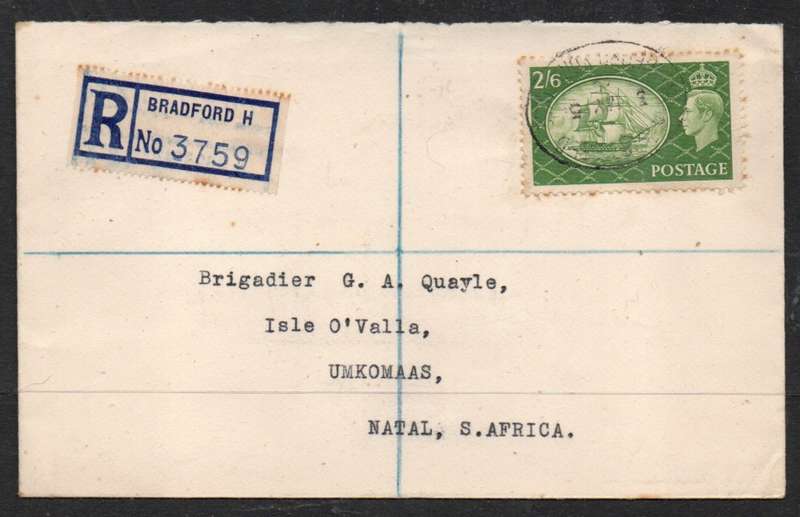 R
BRADFORD H
No 3759
2/6
POSTAGE
Brigadier G. A. Quayle,
Isle O'Valla,
UMKOMAAS,
NATAL, S.AFRICA.